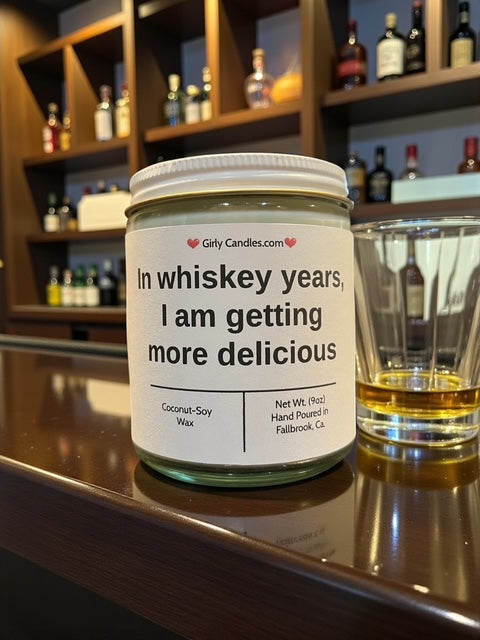 ❤Girly Candles.com❤
In whiskey years,
I am getting
more delicious
Coconut-Soy
Wax
Net Wt. (9oz)
Hand Poured in
Fallbrook, Ca.